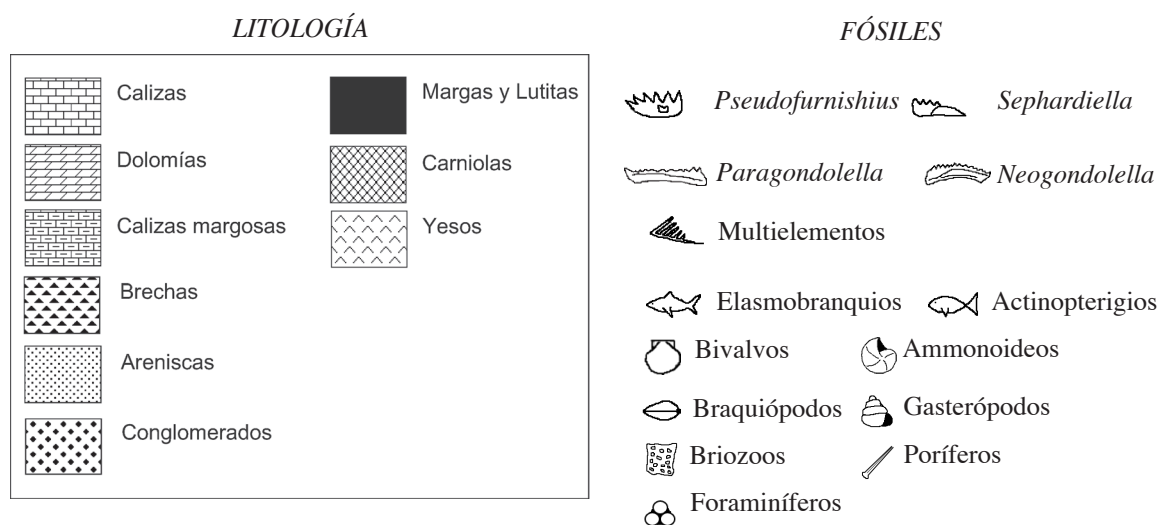 LITOLOGÍA
Calizas
Dolomías
Calizas margosas
Brechas
Areniscas
Conglomerados
Margas y Lutitas
Carniolas
Yesos
FÓSILES
Pseudofurnishius
Sephardiella
Paragondolella
Neogondolella
Multielementos
Elasmobranquios
Actinopterigios
Bivalvos
Ammonoideos
Braquiópodos
Gasterópodos
Briozoos
Poríferos
Foraminíferos